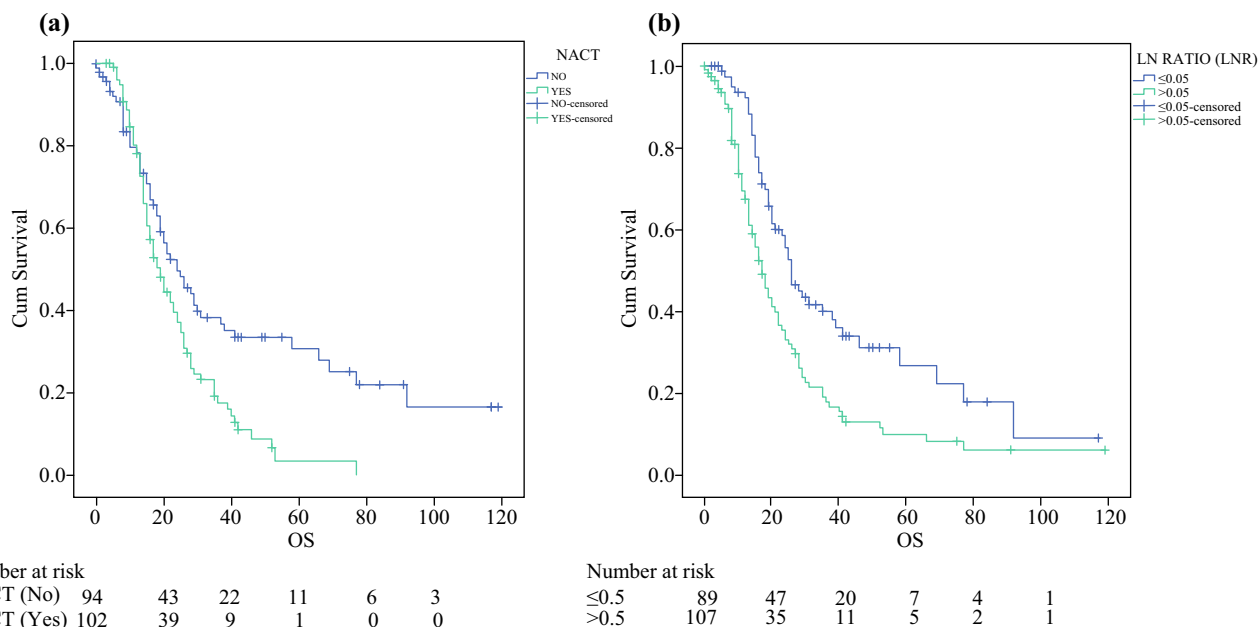 (a)
NACT
NO
YES
NO-censored
YES-censored
1.0
0.8
0.6
0.4
0.2
0.0
Cum Survival
0 20 40 60 80 100 120
OS
ber at risk
CT (No) 94 43 22 11 6 3
CT (Yes) 102 39 9 1 0 0
(b)
LN RATIO (LNR)
≤0.05
>0.05
≤0.05-censored
>0.05-censored
1.0
0.8
0.6
0.4
0.2
0.0
Cum Survival
0 20 40 60 80 100 120
OS
Number at risk
≤0.5 89 47 20 7 4 1
>0.5 107 35 11 5 2 1